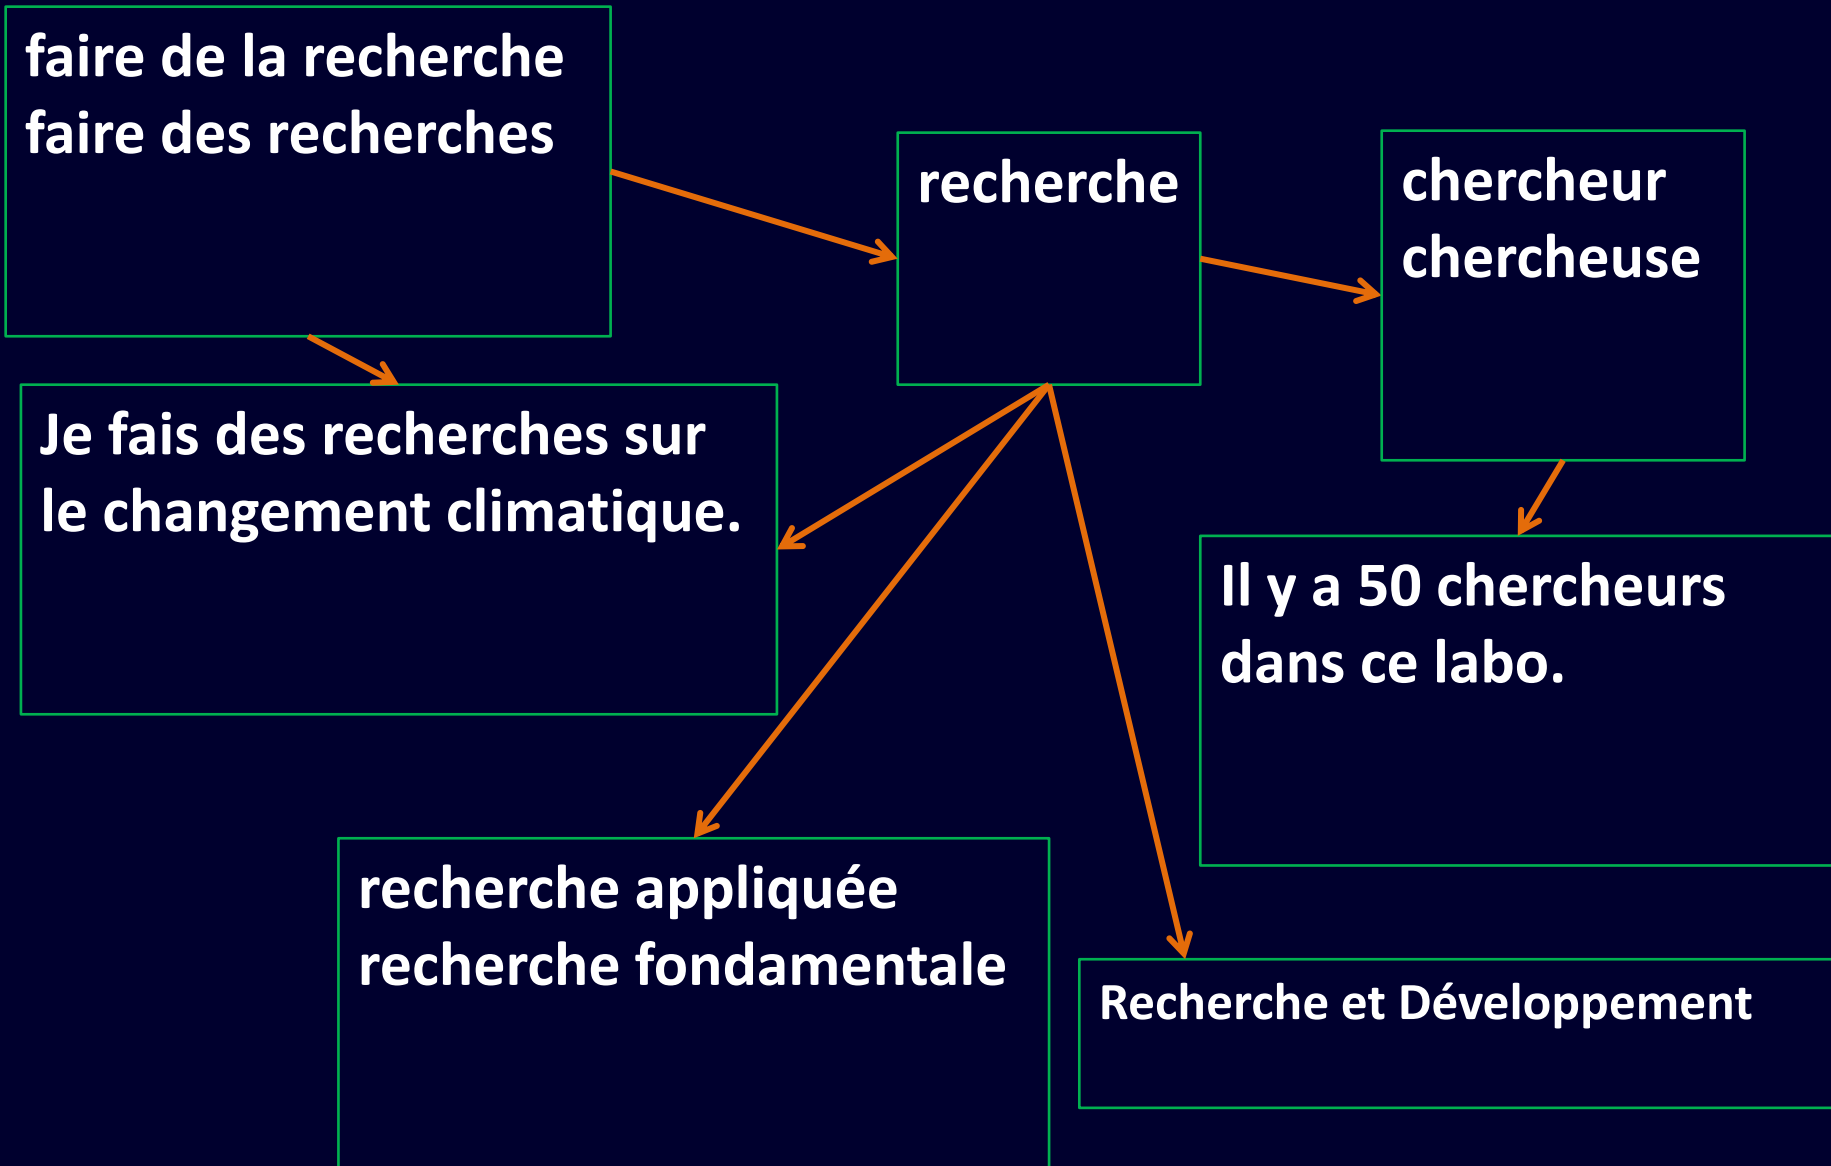 faire de la recherche
faire des recherches
recherche
chercheur
chercheuse
Je fais des recherches sur
le changement climatique.
Il y a 50 chercheurs
dans ce labo.
recherche appliquée
recherche fondamentale
Recherche et Développement